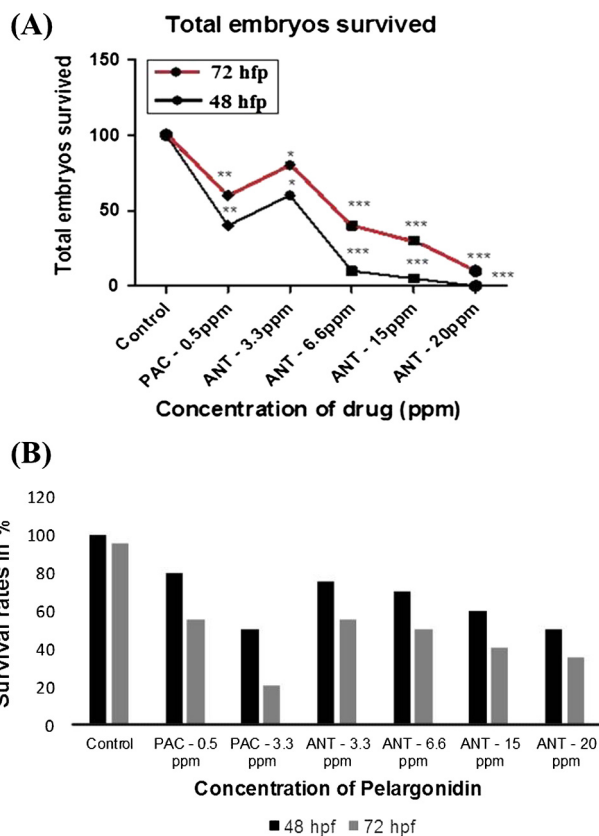 (A)
Total embryos survived
Total embryos survived
150
100
50
0
72 hfp
48 hfp
**
**
*
*
***
***
***
***
***
***
Control
PAC - 0.5ppm
ANT - 3.3ppm
ANT - 6.6ppm
ANT - 15ppm
ANT - 20ppm
Concentration of drug (ppm)
(B)
Survival rates in %
120
100
80
60
40
20
0
Control
PAC - 0.5 ppm
PAC - 3.3 ppm
ANT - 3.3 ppm
ANT - 6.6 ppm
ANT - 15 ppm
ANT - 20 ppm
Concentration of Pelargonidin
48 hpf
72 hpf